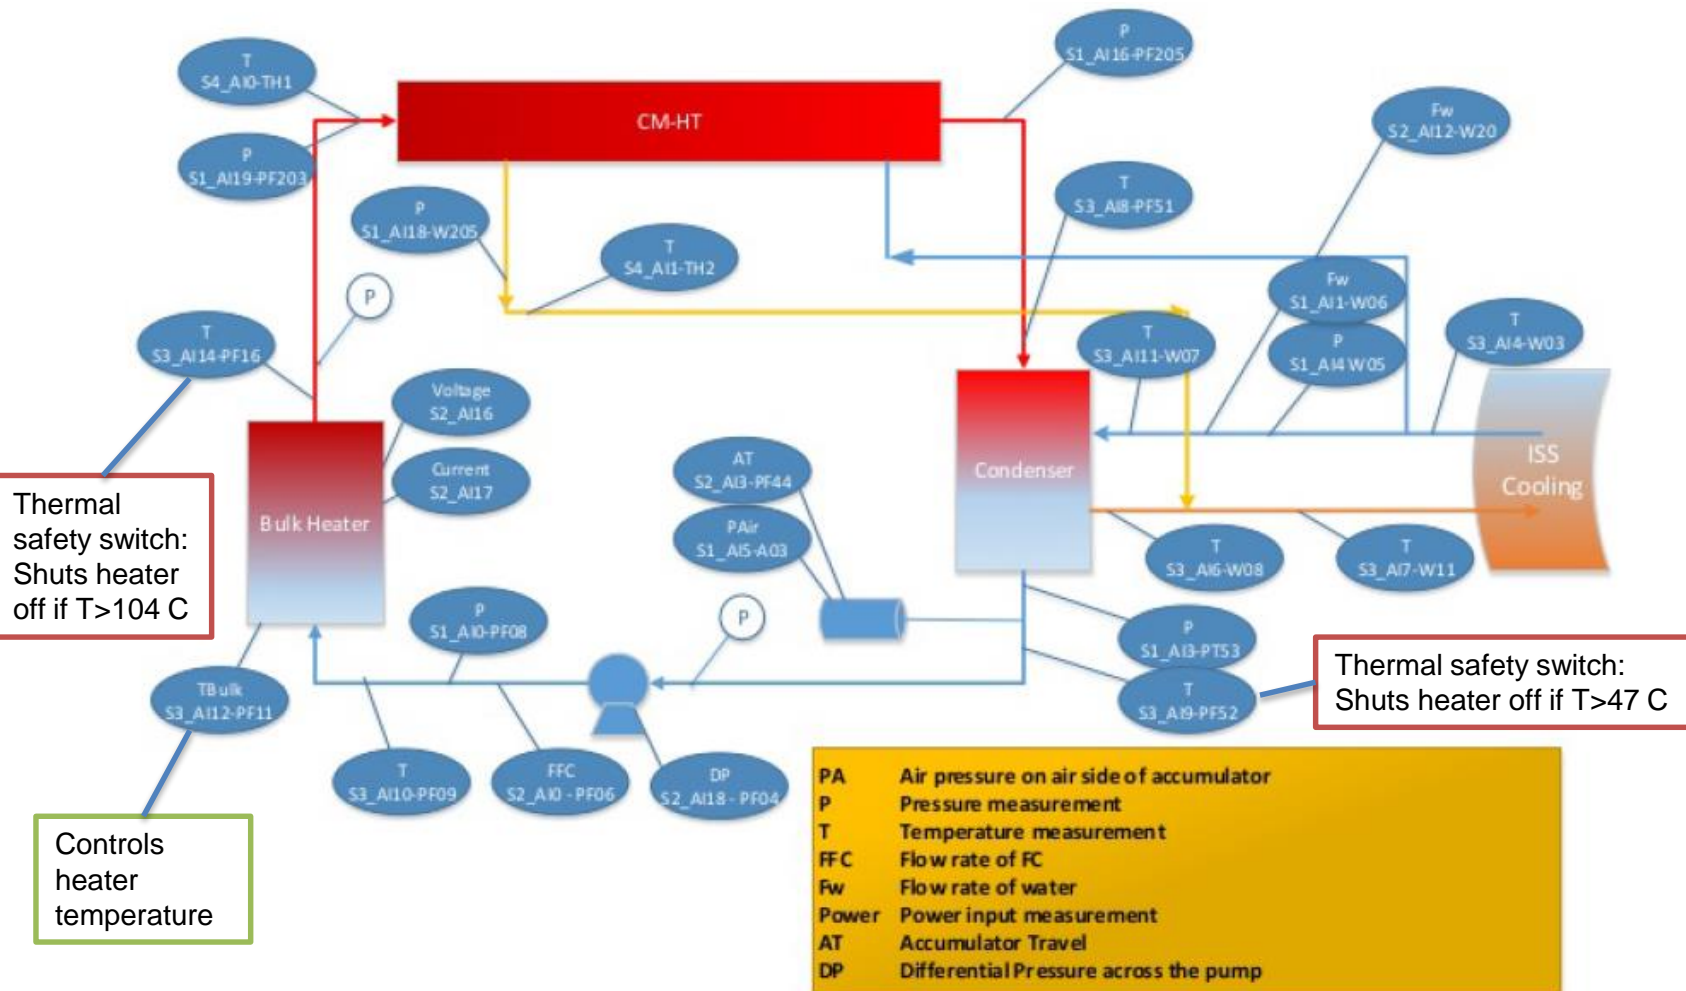 T
S4_AI0-TH1
P
S1_AI19-PF203
CM-HT
P
S1_AI16-PF205
Fw
S2_AI12-W20
P
S1_AI18-W205
T
S4_AI1-TH2
T
S3_AI8-PF51
P
Fw
S1_AI1-W06
T
S3_AI14-PF16
T
S3_AI11-W07
P
S1_AI4 W05
T
S3_AI4-W03
Voltage
S2_AI16
Current
S2_AI17
Bulk Heater
AT
S2_AI3-PF44
PAir
S1_AI5-A03
Condenser
ISS
Cooling
Thermal
safety switch:
Shuts heater
off if T>104 C
T
S3_AI6-W08
T
S3_AI7-W11
P
S1_AI0-PF08
P
P
S1_AI3-PT53
T
S3_AI9-PF52
Thermal safety switch:
Shuts heater off if T>47 C
TBulk
S3_AI12-PF11
T
S3_AI10-PF09
FFC
S2_AI0 - PF06
DP
S2_AI18 - PF04
Controls
heater
temperature
PA Air pressure on air side of accumulator
P Pressure measurement
T Temperature measurement
FFC Flow rate of FC
Fw Flow rate of water
Power Power input measurement
AT Accumulator Travel
DP Differential Pressure across the pump